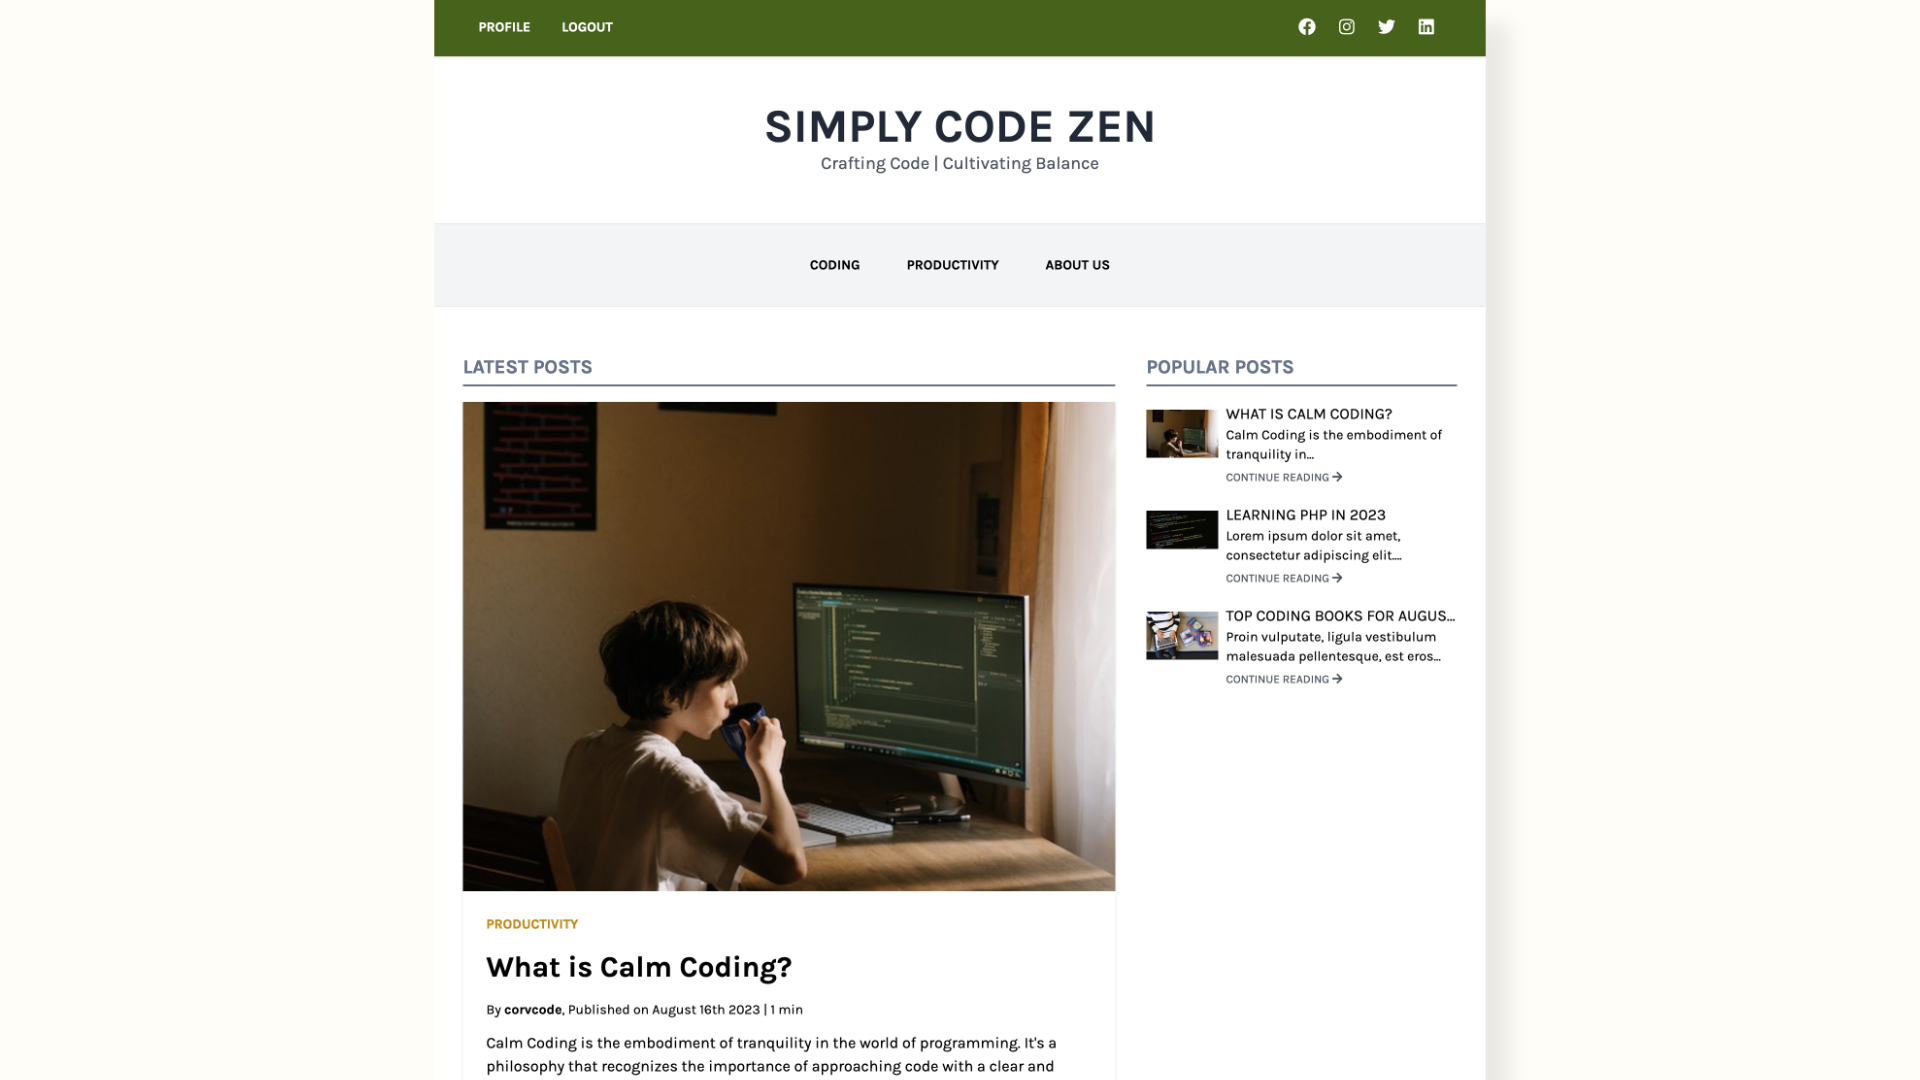 PROFILE LOGOUT
SIMPLY CODE ZEN
Crafting Code | Cultivating Balance
CODING PRODUCTIVITY ABOUT US
LATEST POSTS
PRODUCTIVITY
What is Calm Coding?
By corvcode, Published on August 16th 2023 | 1 min
Calm Coding is the embodiment of tranquility in the world of programming. It's a
philosophy that recognizes the importance of approaching code with a clear and
POPULAR POSTS
WHAT IS CALM CODING?
Calm Coding is the embodiment of
tranquility in...
CONTINUE READING →
LEARNING PHP IN 2023
Lorem ipsum dolor sit amet,
consectetur adipiscing elit....
CONTINUE READING →
TOP CODING BOOKS FOR AUGUS...
Proin vulputate, ligula vestibulum
malesuada pellentesque, est eros...
CONTINUE READING →